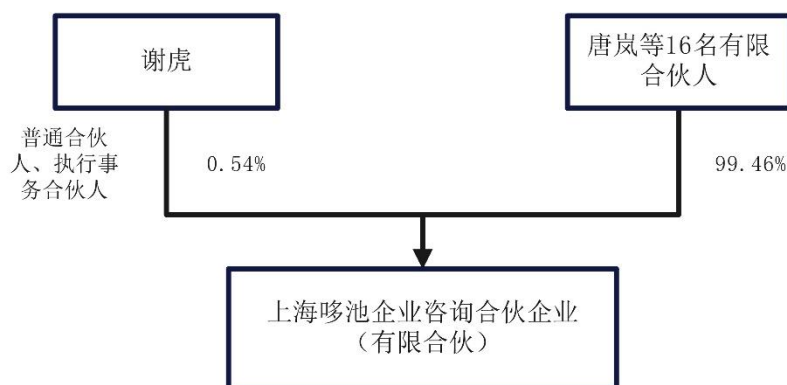 谢虎
唐岚等16名有限
合伙人
普通合伙
人、执行事
务合伙人
0.54%
99.46%
上海哆池企业咨询合伙企业
（有限合伙）